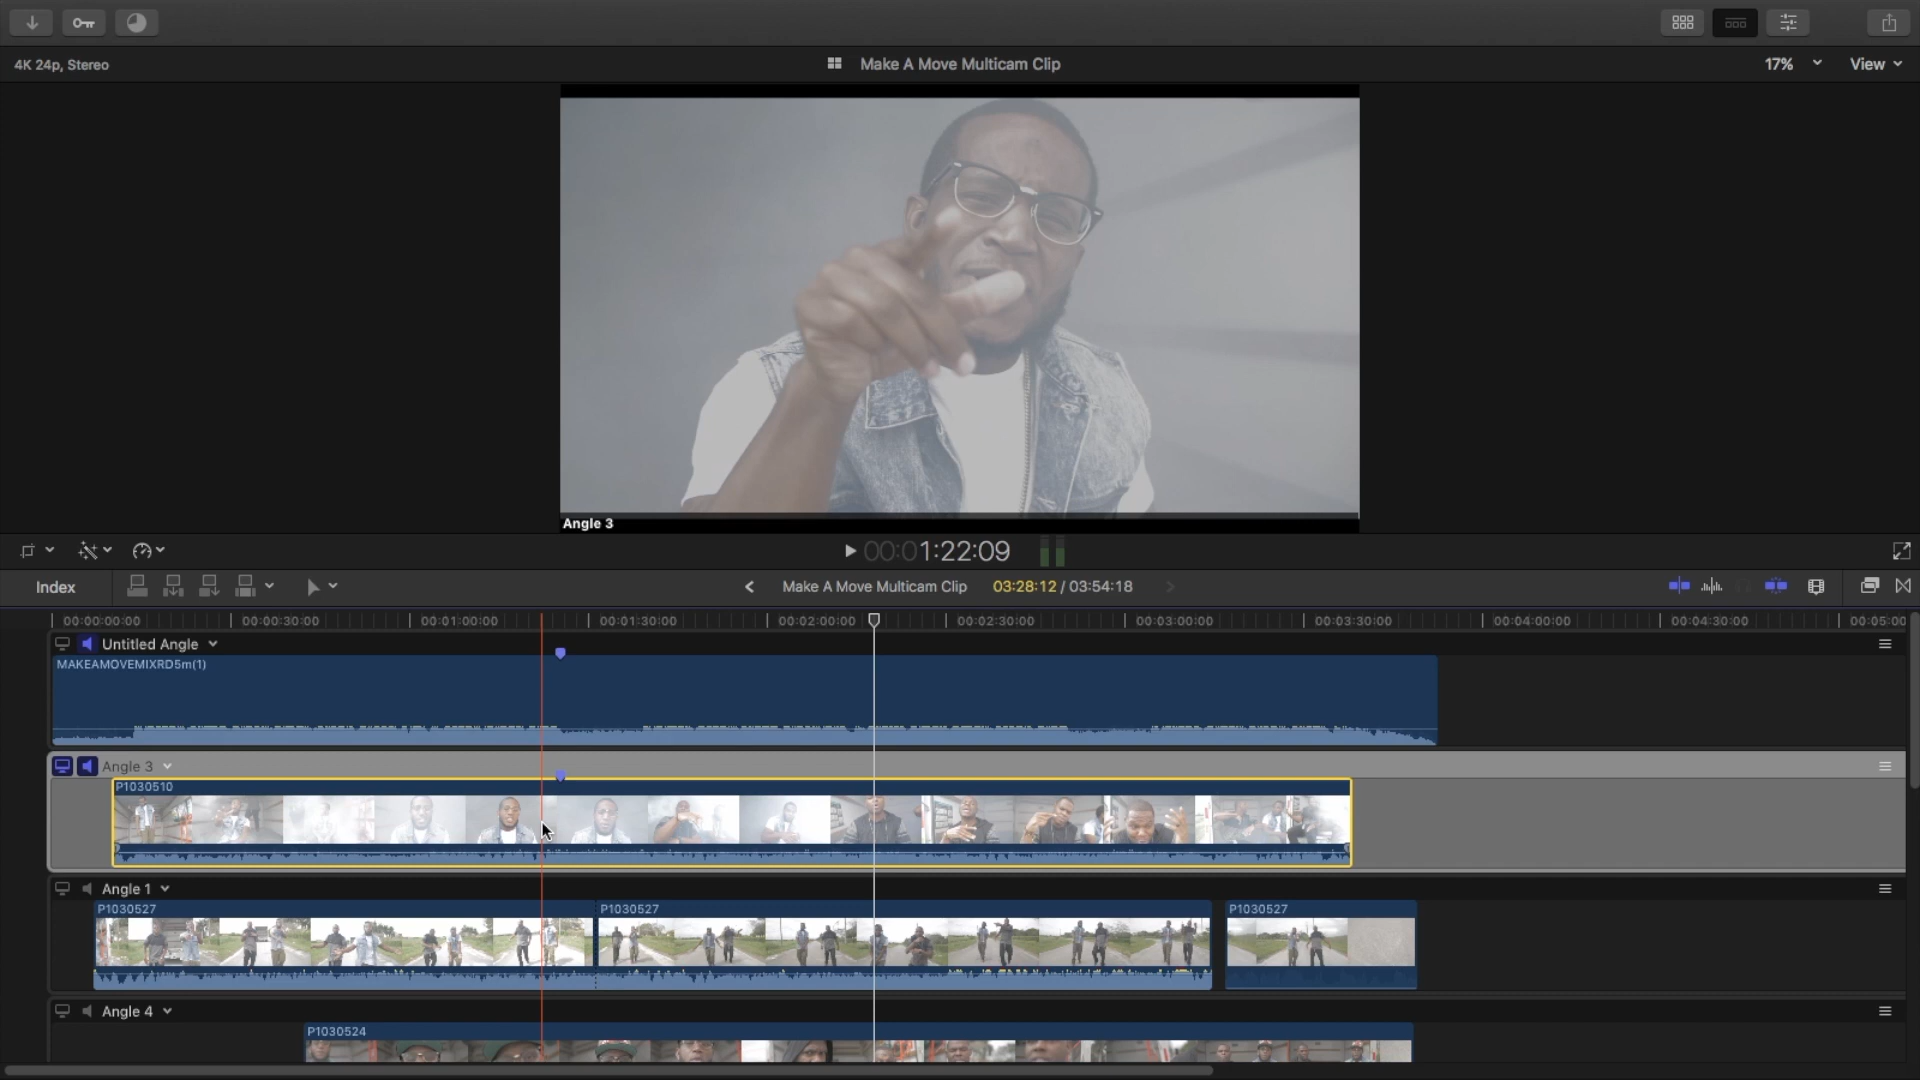 4K 24p, Stereo
Make A Move Multicam Clip
17%
View
Angle 3
00:01:22:09
Index
Make A Move Multicam Clip
03:28:12 / 03:54:18
00:00:00:00
00:00:30:00
00:01:00:00
00:01:30:00
00:02:00:00
00:02:30:00
00:03:00:00
00:03:30:00
00:04:00:00
00:04:30:00
00:05:00
Untitled Angle
MAKEAMOVEMIXRD5m(1)
Angle 3
P1030510
Angle 1
P1030527
P1030527
P1030527
Angle 4
P1030524